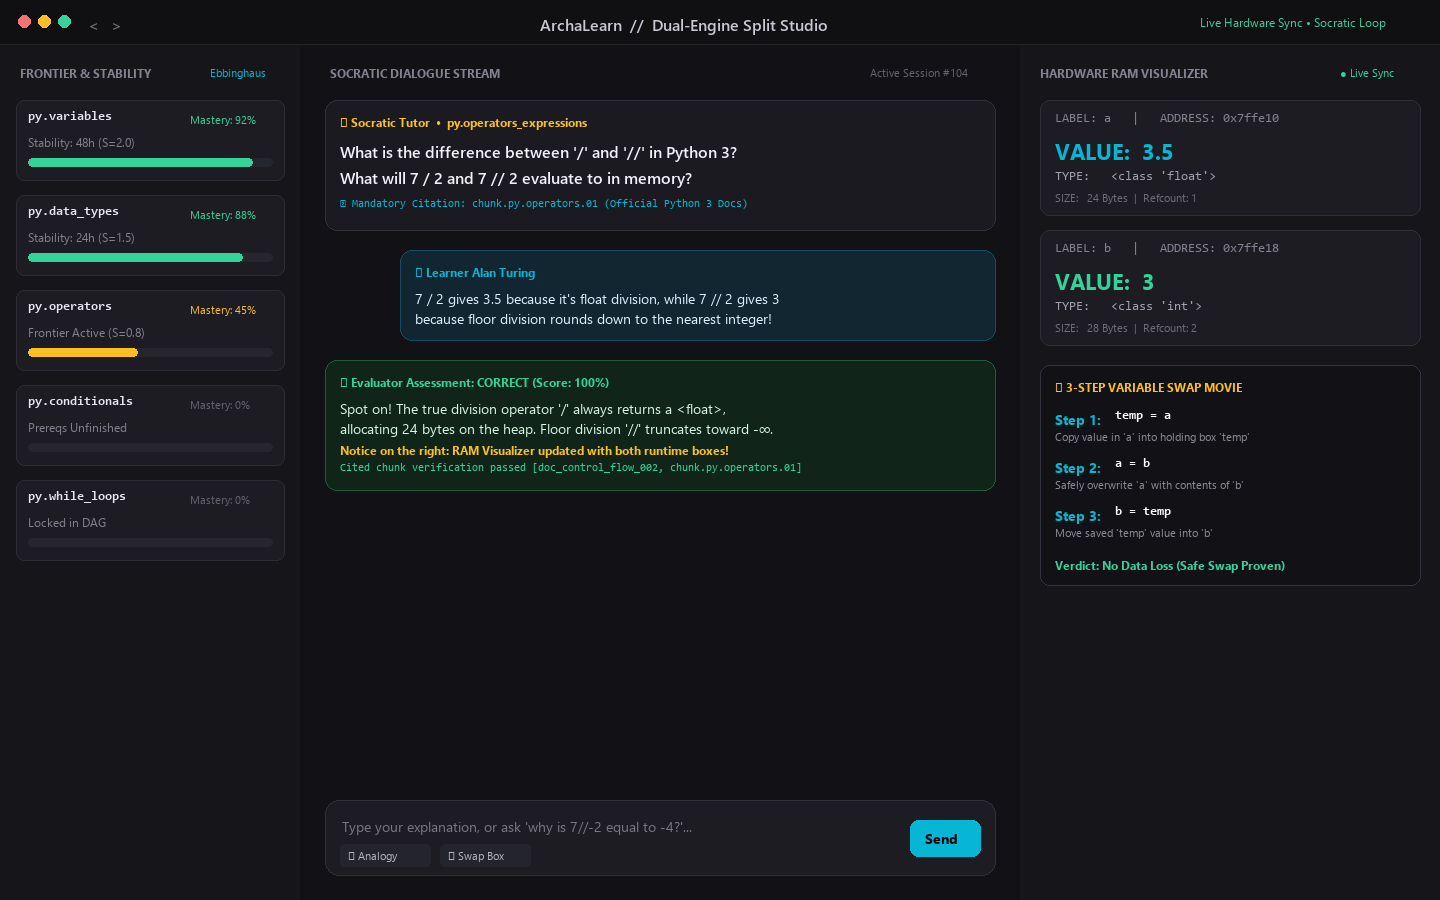 < >
ArchaLearn // Dual-Engine Split Studio
Live Hardware Sync • Socratic Loop
FRONTIER & STABILITY
Ebbinghaus
py.variables
Mastery: 92%
Stability: 48h (S=2.0)
py.data_types
Mastery: 88%
Stability: 24h (S=1.5)
py.operators
Mastery: 45%
Frontier Active (S=0.8)
py.conditionals
Mastery: 0%
Prereqs Unfinished
py.while_loops
Mastery: 0%
Locked in DAG
SOCRATIC DIALOGUE STREAM
Active Session #104
Socratic Tutor • py.operators_expressions
What is the difference between '/' and '//' in Python 3?
What will 7 / 2 and 7 // 2 evaluate to in memory?
Mandatory Citation: chunk.py.operators.01 (Official Python 3 Docs)
Learner Alan Turing
7 / 2 gives 3.5 because it's float division, while 7 // 2 gives 3
because floor division rounds down to the nearest integer!
Evaluator Assessment: CORRECT (Score: 100%)
Spot on! The true division operator '/' always returns a <float>,
allocating 24 bytes on the heap. Floor division '//' truncates toward -∞.
Notice on the right: RAM Visualizer updated with both runtime boxes!
Cited chunk verification passed [doc_control_flow_002, chunk.py.operators.01]
Type your explanation, or ask 'why is 7//-2 equal to -4?'...
Analogy
Swap Box
Send
HARDWARE RAM VISUALIZER
● Live Sync
LABEL: a | ADDRESS: 0x7ffe10
VALUE: 3.5
TYPE: <class 'float'>
SIZE: 24 Bytes | Refcount: 1
LABEL: b | ADDRESS: 0x7ffe18
VALUE: 3
TYPE: <class 'int'>
SIZE: 28 Bytes | Refcount: 2
3-STEP VARIABLE SWAP MOVIE
Step 1: temp = a
Copy value in 'a' into holding box 'temp'
Step 2: a = b
Safely overwrite 'a' with contents of 'b'
Step 3: b = temp
Move saved 'temp' value into 'b'
Verdict: No Data Loss (Safe Swap Proven)